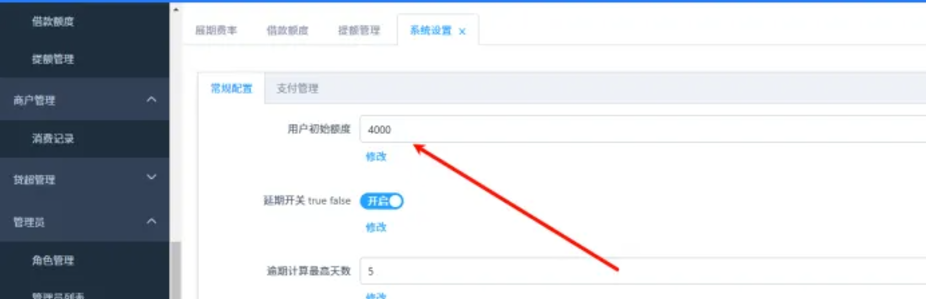 借款额度
提额管理
商户管理
消费记录
贷超管理
管理员
角色管理
管理员列表
展期费率 借款额度 提额管理 系统设置 ×
常规配置 支付管理
用户初始额度 4000
修改
延期开关 true false 开启
修改
逾期计算最高天数 5
修改